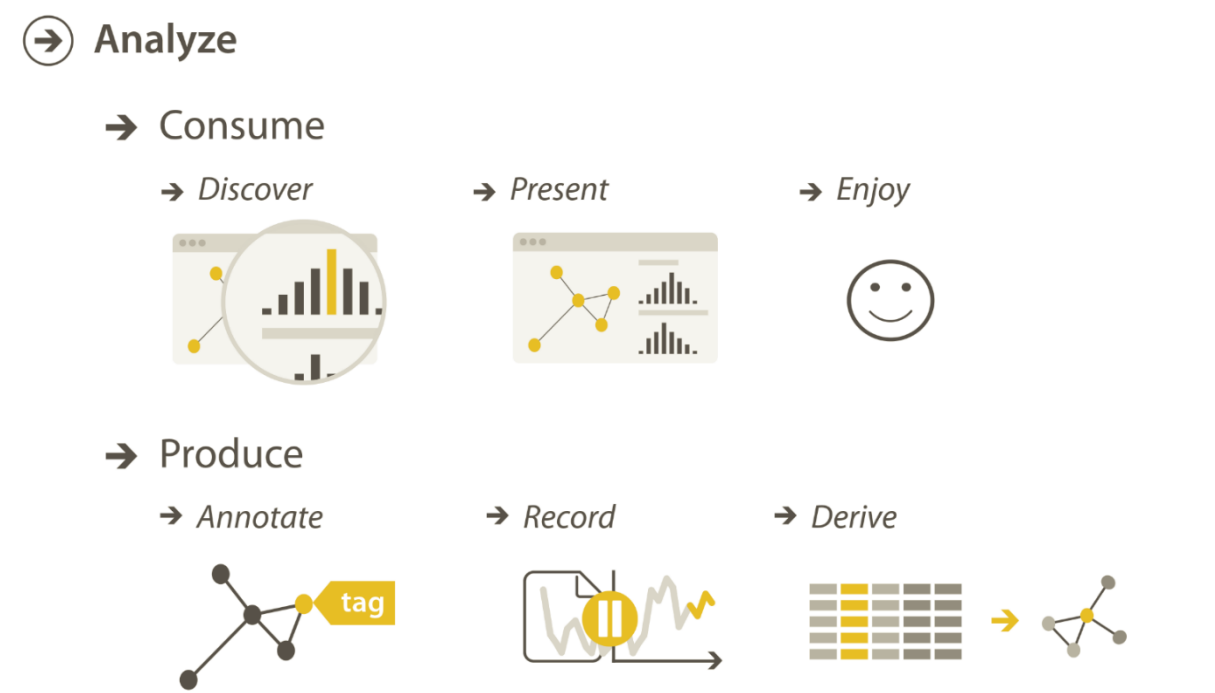 Analyze
Consume
Discover
Present
Enjoy
Produce
Annotate
Record
Derive
tag